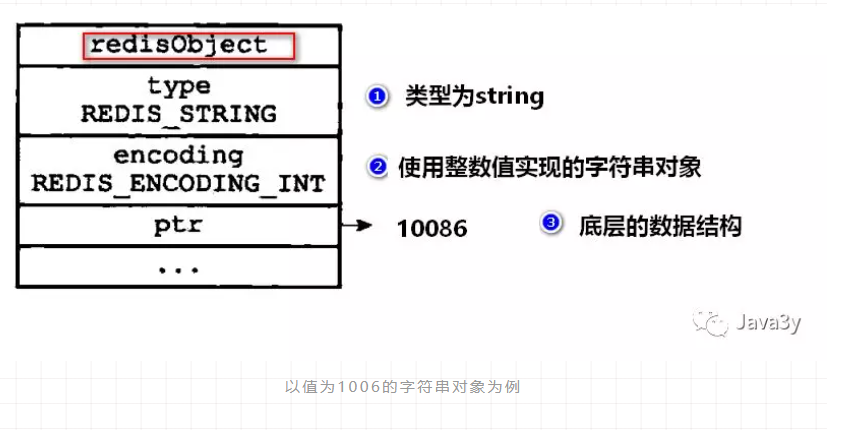 redisObject
type
REDIS_STRING
① 类型为string
encoding
REDIS_ENCODING_INT
② 使用整数值实现的字符串对象
ptr
10086
③ 底层的数据结构
...
Java3y
以值为1006的字符串对象为例